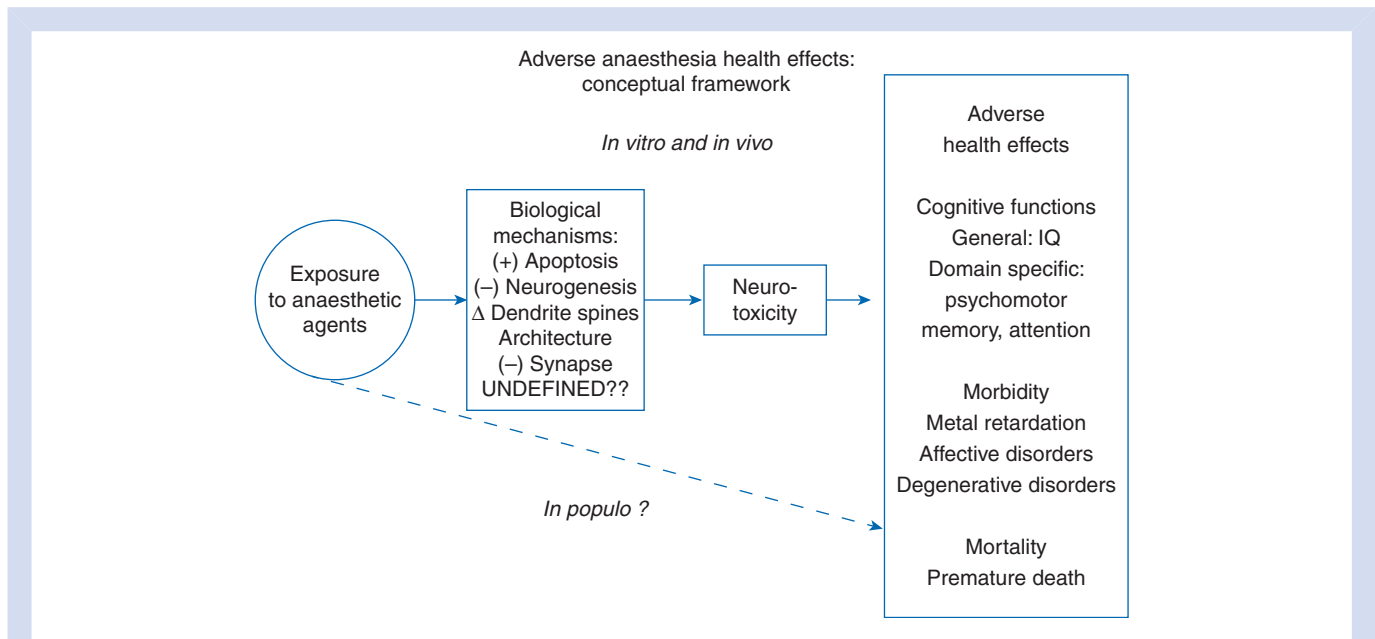 Adverse anaesthesia health effects:
conceptual framework
In vitro and in vivo
Exposure
to anaesthetic
agents
Biological
mechanisms:
(+) Apoptosis
(–) Neurogenesis
Δ Dendrite spines
Architecture
(–) Synapse
UNDEFINED??
Neuro-
toxicity
Adverse
health effects
Cognitive functions
General: IQ
Domain specific:
psychomotor
memory, attention
Morbidity
Metal retardation
Affective disorders
Degenerative disorders
Mortality
Premature death
In populo ?